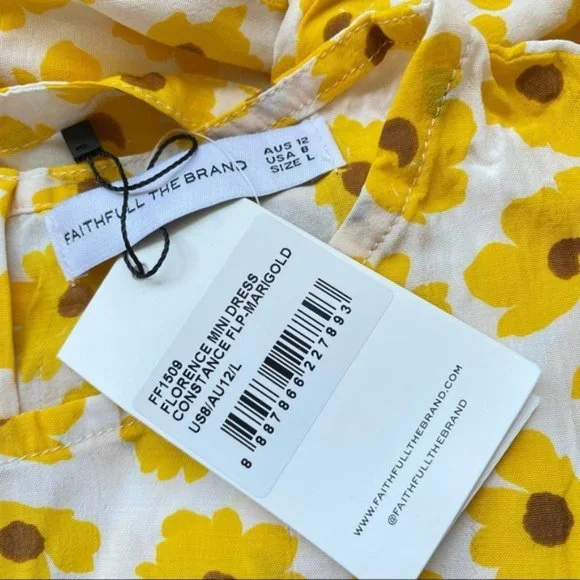 FAITHFULL THE BRAND
AUS 12
USA 8
SIZE L
FF1509
FLORENCE MINI DRESS
CONSTANCE FLP-MARIGOLD
US8/AU12/L
8 887866 227893
WWW.FAITHFULLTHEBRAND.COM
@FAITHFULLTHEBRAND